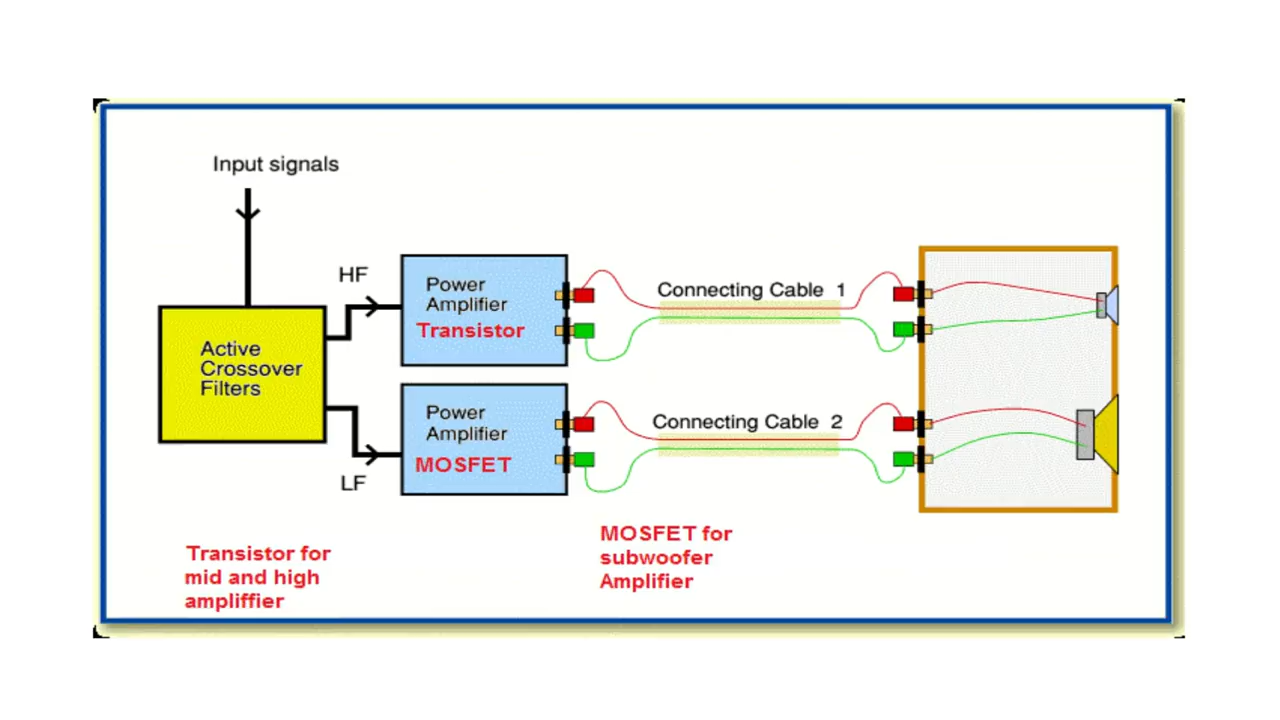 Input signals
HF
Power
Amplifier
Transistor
Connecting Cable 1
Active
Crossover
Filters
Power
Amplifier
MOSFET
Connecting Cable 2
LF
Transistor for
mid and high
ampliffier
MOSFET for
subwoofer
Amplifier